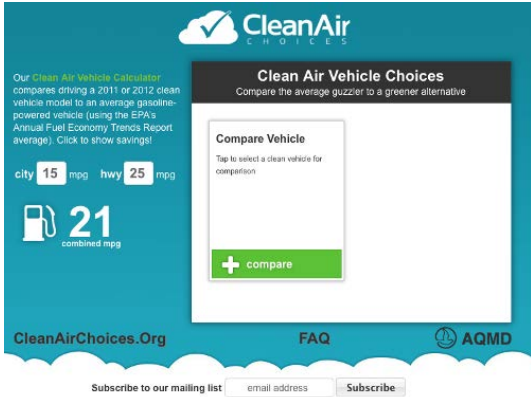 CleanAir
CHOICES
Our Clean Air Vehicle Calculator
compares driving a 2011 or 2012 clean
vehicle model to an average gasoline-
powered vehicle (using the EPA's
Annual Fuel Economy Trends Report
average). Click to show savings!
city 15 mpg hwy 25 mpg
21
combined mpg
Clean Air Vehicle Choices
Compare the average guzzler to a greener alternative
Compare Vehicle
Tap to select a clean vehicle for
comparison
compare
CleanAirChoices.Org
FAQ
AQMD
Subscribe to our mailing list email address Subscribe